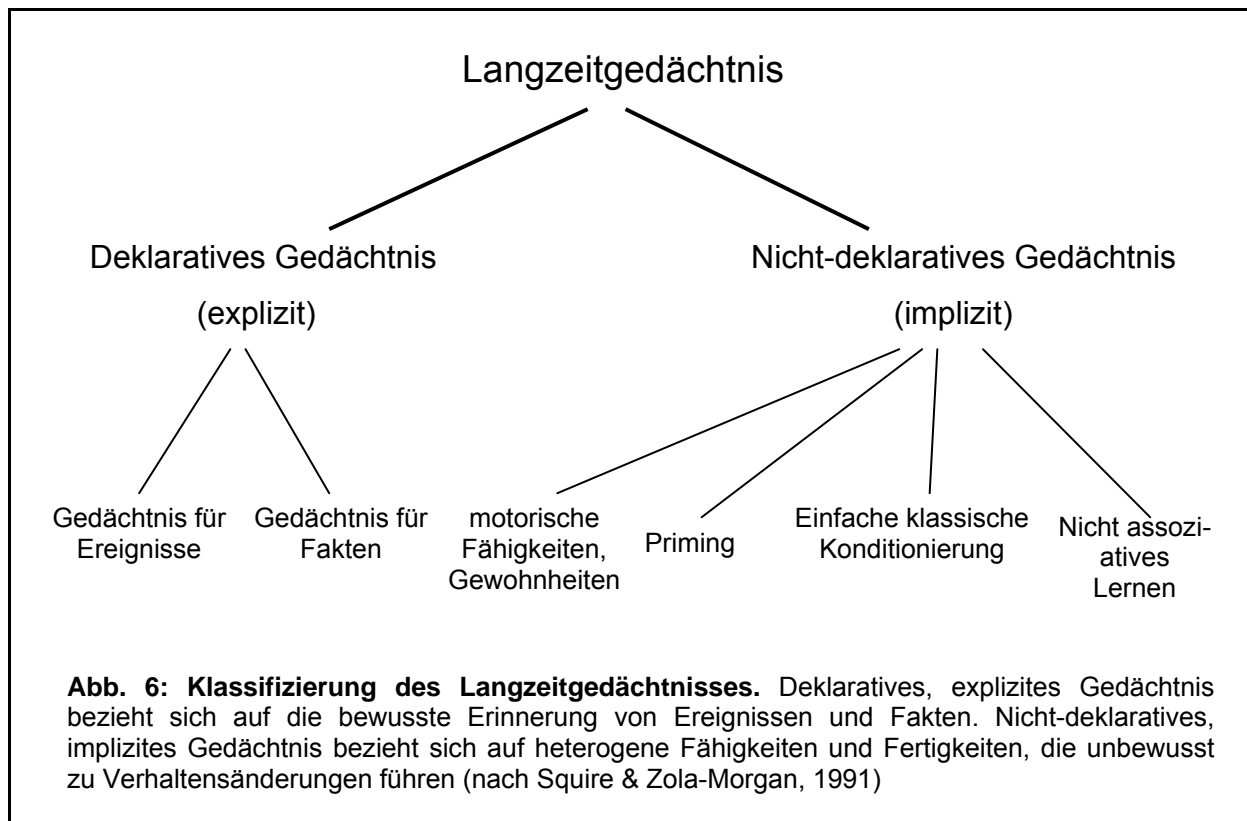 Langzeitgedächtnis
Deklaratives Gedächtnis
(explizit)
Nicht-deklaratives Gedächtnis
(implizit)
Gedächtnis für
Ereignisse
Gedächtnis für
Fakten
motorische
Fähigkeiten,
Gewohnheiten
Priming
Einfache klassische
Konditionierung
Nicht assozi-
atives
Lernen
Abb. 6: Klassifizierung des Langzeitgedächtnisses. Deklaratives, explizites Gedächtnis
bezieht sich auf die bewusste Erinnerung von Ereignissen und Fakten. Nicht-deklaratives,
implizites Gedächtnis bezieht sich auf heterogene Fähigkeiten und Fertigkeiten, die unbewusst
zu Verhaltensänderungen führen (nach Squire & Zola-Morgan, 1991)